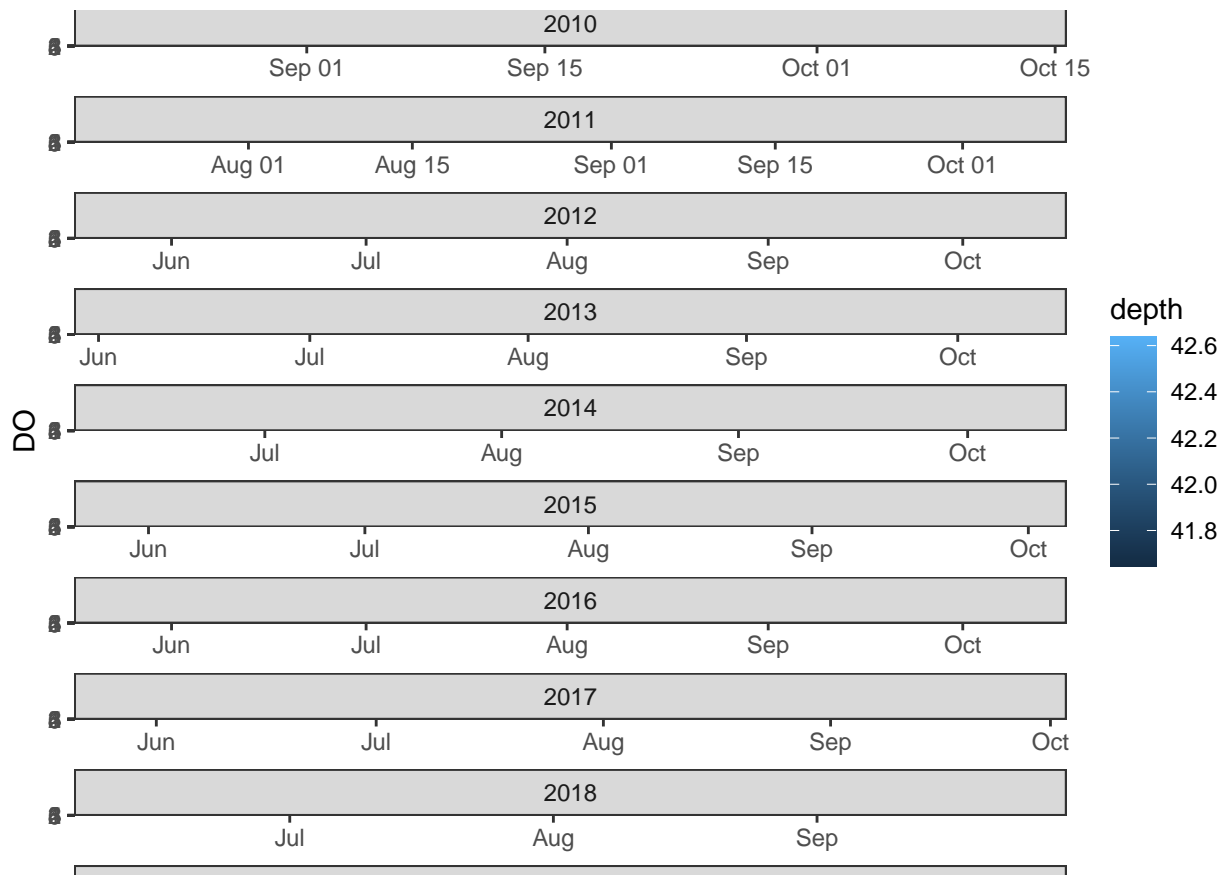 2010
Sep 01 Sep 15 Oct 01 Oct 15
2011
Aug 01 Aug 15 Sep 01 Sep 15 Oct 01
2012
Jun Jul Aug Sep Oct
2013
Jun Jul Aug Sep Oct
2014
Jul Aug Sep Oct
2015
Jun Jul Aug Sep Oct
2016
Jun Jul Aug Sep Oct
2017
Jun Jul Aug Sep Oct
2018
Jul Aug Sep
DO
depth
42.6
42.4
42.2
42.0
41.8